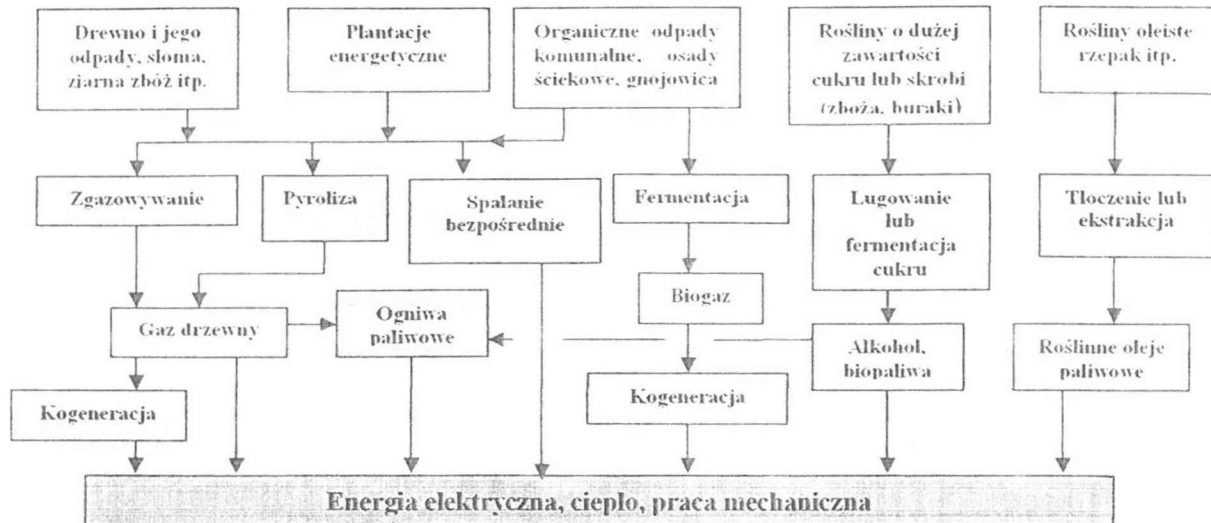 Drewno i jego
odpady, słoma,
ziarna zbóż itp.
Plantacje
energetyczne
Organiczne odpady
komunalne, osady
ściekowe, gnojowica
Rośliny o dużej
zawartości
cukru lub skrobi
(zboża, buraki)
Rośliny oleiste
rzepak itp.
Zgazowywanie
Pyroliza
Spalanie
bezpośrednie
Fermentacja
Ługowanie
lub
fermentacja
cukru
Tłoczenie lub
ekstrakcja
Gaz drzewny
Ogniwa
paliwowe
Biogaz
Alkohol,
biopaliwa
Roślinne oleje
paliwowe
Kogeneracja
Kogeneracja
Energia elektryczna, ciepło, praca mechaniczna